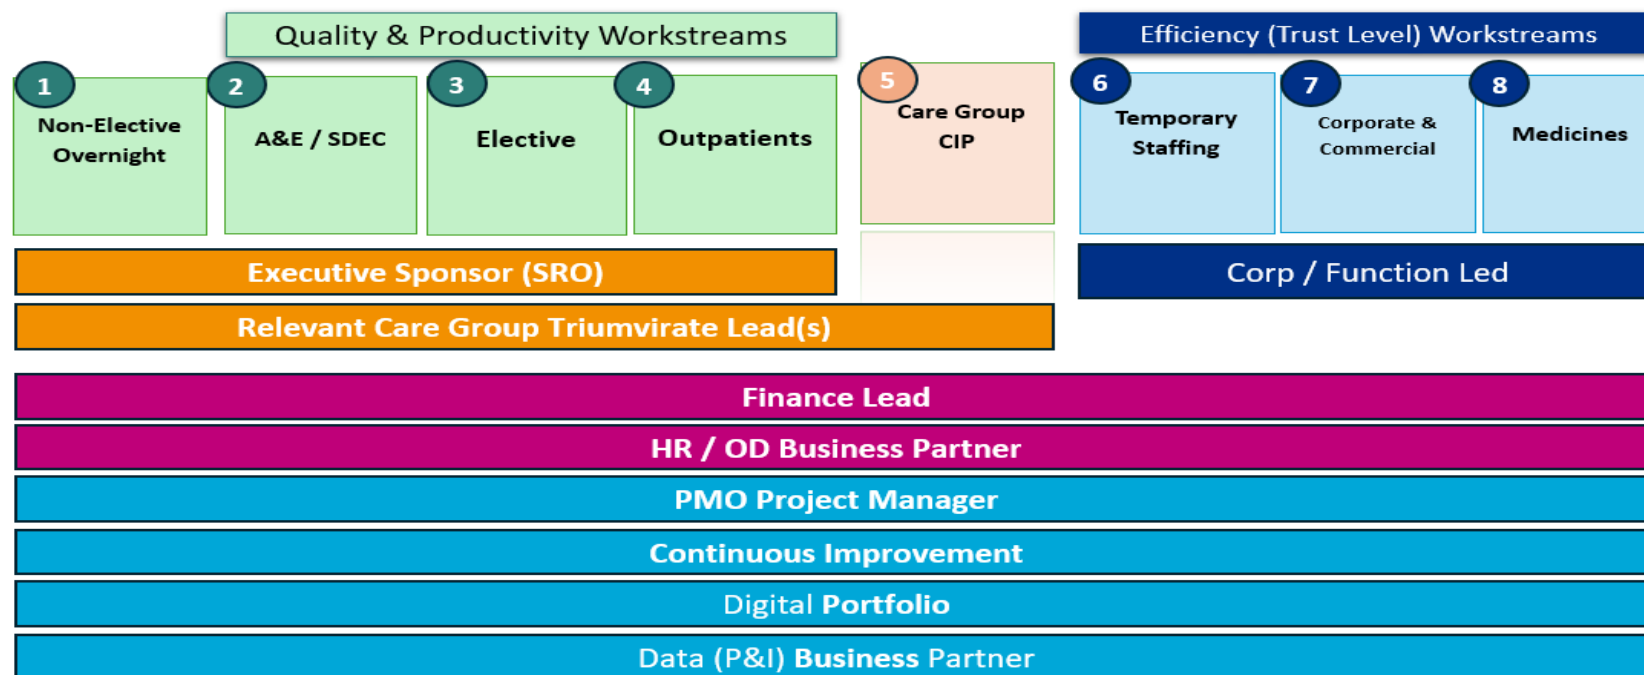 Quality & Productivity Workstreams
Efficiency (Trust Level) Workstreams
1
Non-Elective
Overnight
2
A&E / SDEC
3
Elective
4
Outpatients
5
Care Group
CIP
6
Temporary
Staffing
7
Corporate &
Commercial
8
Medicines
Executive Sponsor (SRO)
Corp / Function Led
Relevant Care Group Triumvirate Lead(s)
Finance Lead
HR / OD Business Partner
PMO Project Manager
Continuous Improvement
Digital Portfolio
Data (P&I) Business Partner